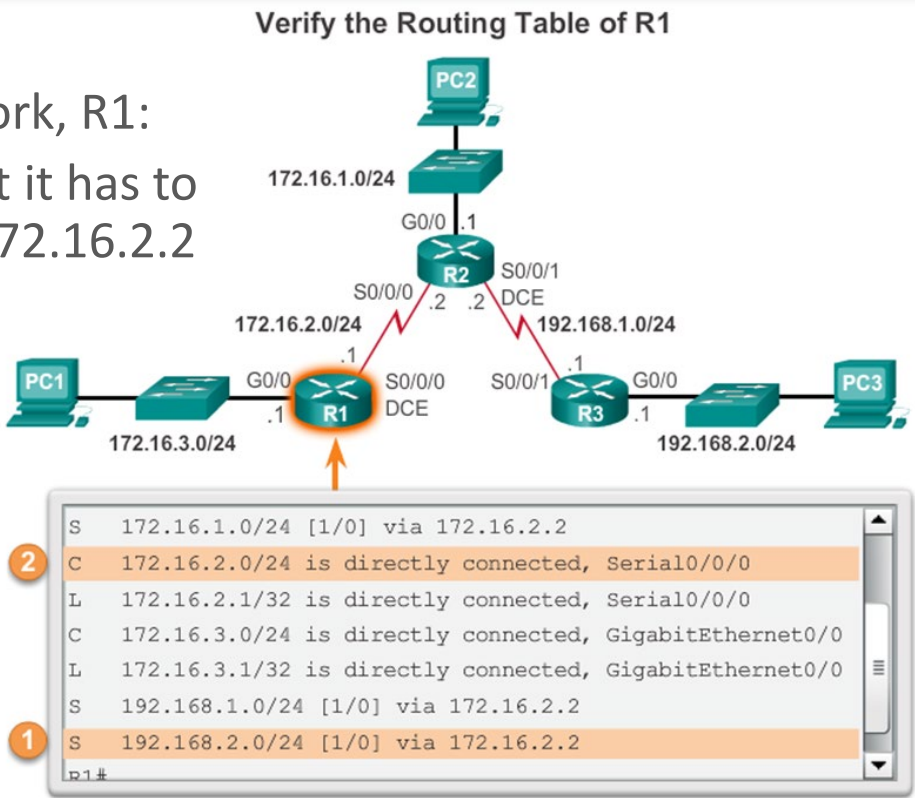 Verify the Routing Table of R1
ork, R1:
t it has to
72.16.2.2
PC2
172.16.1.0/24
G0/0 .1
R2
S0/0/0 .2
.2 S0/0/1
DCE
172.16.2.0/24
192.168.1.0/24
.1
.1
PC1
G0/0
.1
R1
S0/0/0
DCE
S0/0/1
R3
G0/0
.1
PC3
172.16.3.0/24
192.168.2.0/24
S 172.16.1.0/24 [1/0] via 172.16.2.2
2 C 172.16.2.0/24 is directly connected, Serial0/0/0
L 172.16.2.1/32 is directly connected, Serial0/0/0
C 172.16.3.0/24 is directly connected, GigabitEthernet0/0
L 172.16.3.1/32 is directly connected, GigabitEthernet0/0
S 192.168.1.0/24 [1/0] via 172.16.2.2
1 S 192.168.2.0/24 [1/0] via 172.16.2.2
R1#